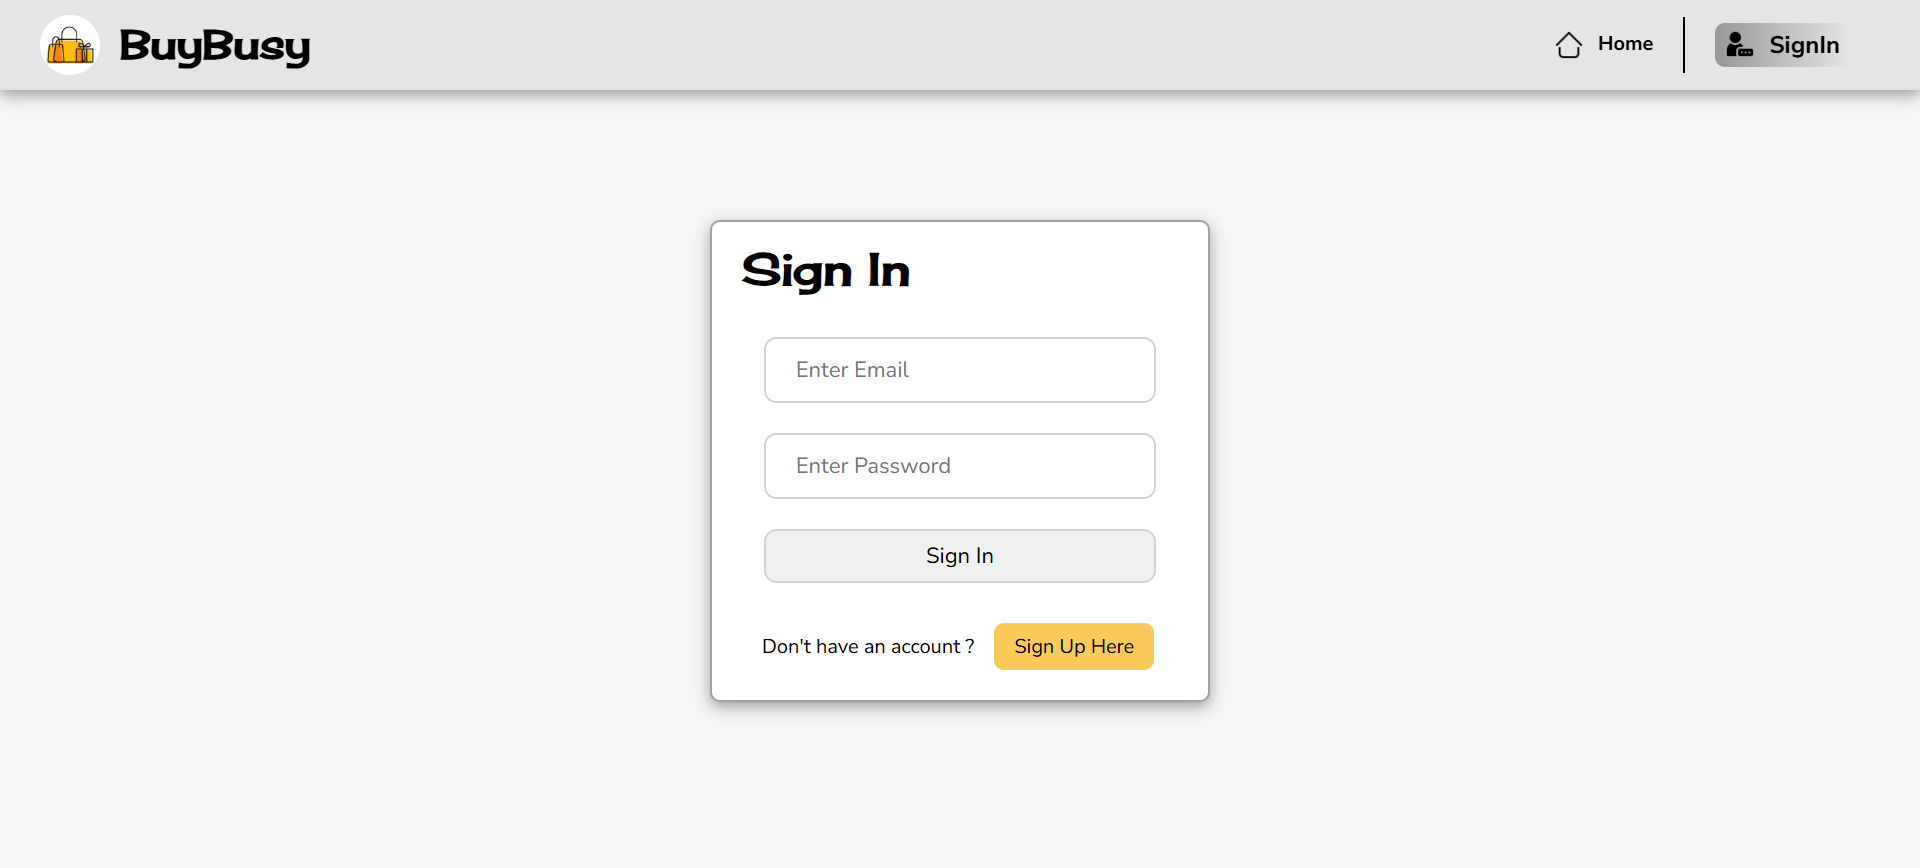 BuyBusy
Home
SignIn
Sign In
Enter Email
Enter Password
Sign In
Don't have an account ?
Sign Up Here